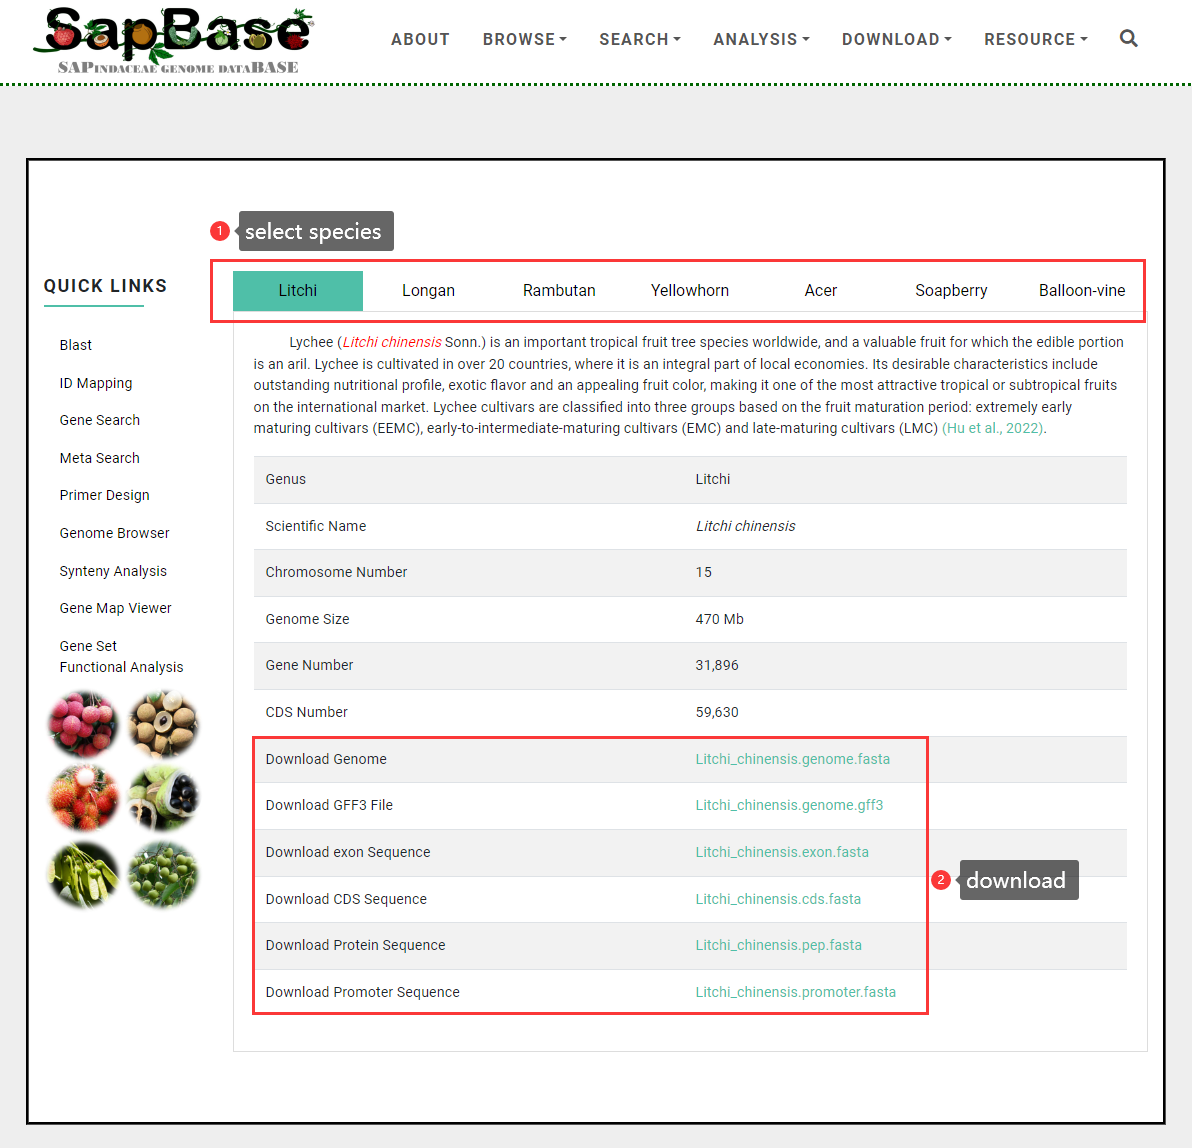 SapBase
SAPINDACEAE GENOME DATABASE
ABOUT BROWSE SEARCH ANALYSIS DOWNLOAD RESOURCE
1 select species
QUICK LINKS
Blast
ID Mapping
Gene Search
Meta Search
Primer Design
Genome Browser
Synteny Analysis
Gene Map Viewer
Gene Set
Functional Analysis
Litchi Longan Rambutan Yellowhorn Acer Soapberry Balloon-vine
Lychee (Litchi chinensis Sonn.) is an important tropical fruit tree species worldwide, and a valuable fruit for which the edible portion
is an aril. Lychee is cultivated in over 20 countries, where it is an integral part of local economies. Its desirable characteristics include
outstanding nutritional profile, exotic flavor and an appealing fruit color, making it one of the most attractive tropical or subtropical fruits
on the international market. Lychee cultivars are classified into three groups based on the fruit maturation period: extremely early
maturing cultivars (EEMC), early-to-intermediate-maturing cultivars (EMC) and late-maturing cultivars (LMC) (Hu et al., 2022).
Genus Litchi
Scientific Name Litchi chinensis
Chromosome Number 15
Genome Size 470 Mb
Gene Number 31,896
CDS Number 59,630
Download Genome Litchi_chinensis.genome.fasta
Download GFF3 File Litchi_chinensis.genome.gff3
Download exon Sequence Litchi_chinensis.exon.fasta
2 download
Download CDS Sequence Litchi_chinensis.cds.fasta
Download Protein Sequence Litchi_chinensis.pep.fasta
Download Promoter Sequence Litchi_chinensis.promoter.fasta